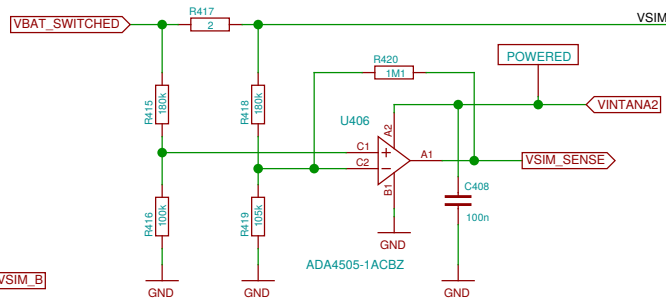 R417
VBAT_SWITCHED
2
VSIM
R420
1M1
POWERED
R415
180k
R418
180k
U406
A2
VINTANA2
C1
C2
A1
VSIM_SENSE
B1
R416
100k
R419
105k
C408
100n
GND
ADA4505-1ACBZ
VSIM_B
GND
GND
GND